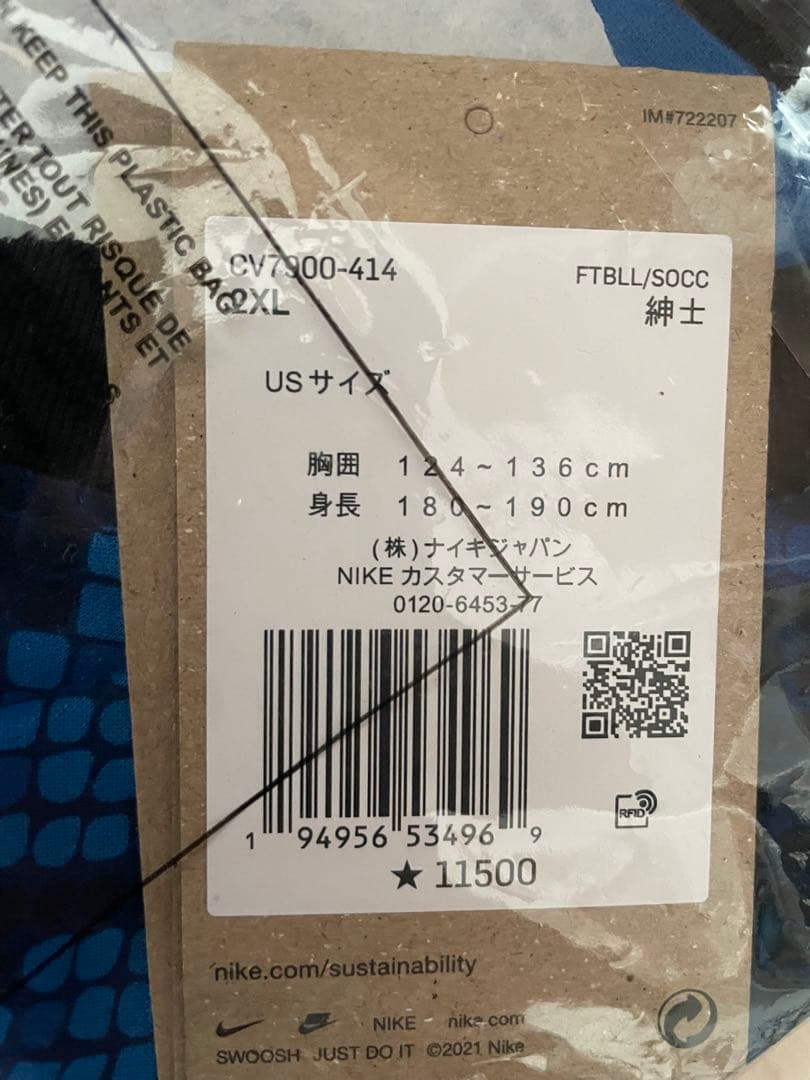 KEEP THIS PLASTIC BAG
TER TOUT RISQUE DE
ANTS ET
IM#722207
CV7900-414
FTBLL/SOCC
2XL
紳士
USサイズ
胸囲 124~136cm
身長 180~190cm
(株)ナイキジャパン
NIKE カスタマーサービス
0120-6453-77
RFID
1 94956 53496 9
★ 11500
nike.com/sustainability
NIKE nike.com
SWOOSH JUST DO IT ©2021 Nike